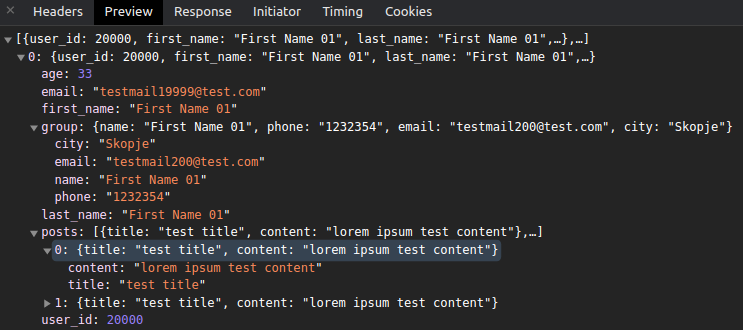 Headers Preview Response Initiator Timing Cookies
[{user_id: 20000, first_name: "First Name 01", last_name: "First Name 01",…},…]
0: {user_id: 20000, first_name: "First Name 01", last_name: "First Name 01",…}
age: 33
email: "testmail19999@test.com"
first_name: "First Name 01"
group: {name: "First Name 01", phone: "1232354", email: "testmail200@test.com", city: "Skopje"}
city: "Skopje"
email: "testmail200@test.com"
name: "First Name 01"
phone: "1232354"
last_name: "First Name 01"
posts: [{title: "test title", content: "lorem ipsum test content"},…]
0: {title: "test title", content: "lorem ipsum test content"}
content: "lorem ipsum test content"
title: "test title"
1: {title: "test title", content: "lorem ipsum test content"}
user_id: 20000